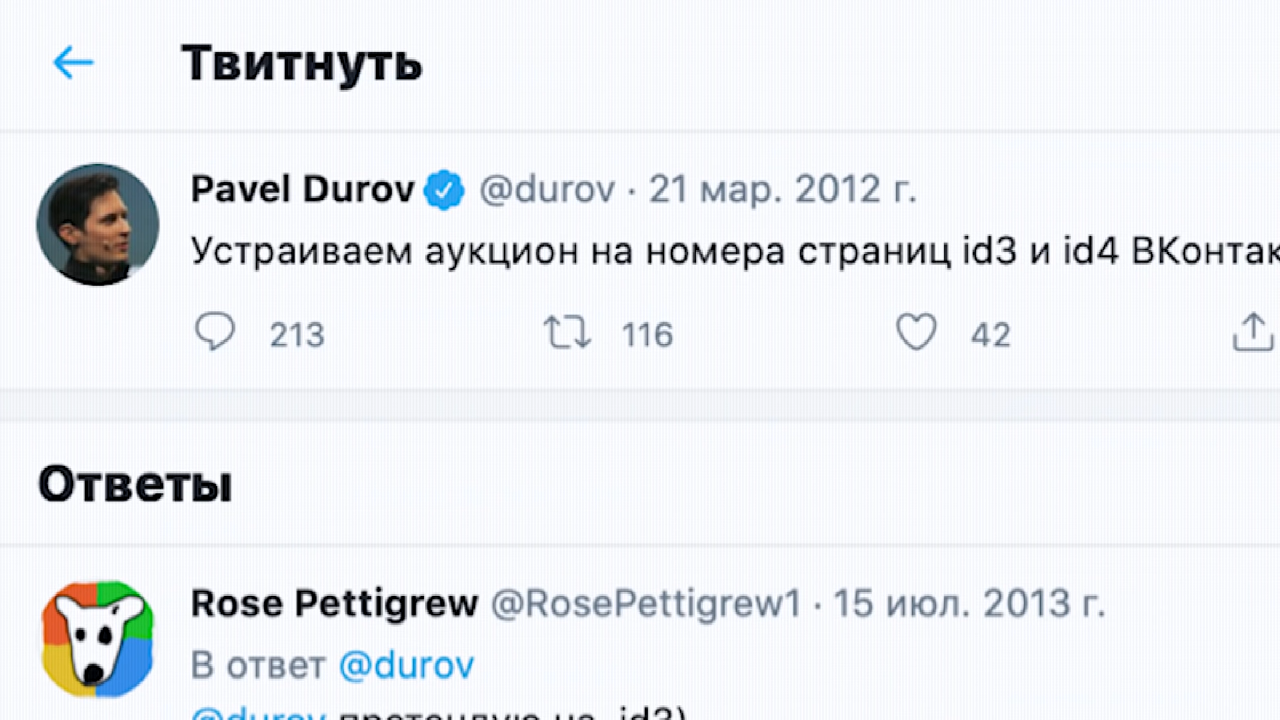 Твитнуть
Pavel Durov @durov · 21 мар. 2012 г.
Устраиваем аукцион на номера страниц id3 и id4 ВКонтак
213 116 42
Ответы
Rose Pettigrew @RosePettigrew1 · 15 июл. 2013 г.
В ответ @durov
@durov претендую на id3)